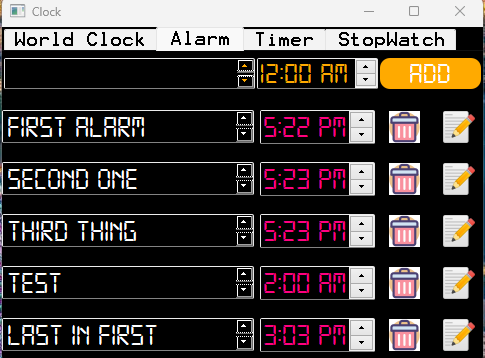 Clock
World Clock Alarm Timer StopWatch
12:00 AM ADD
FIRST ALARM 5:22 PM
SECOND ONE 5:23 PM
THIRD THING 5:23 PM
TEST 2:00 AM
LAST IN FIRST 3:03 PM